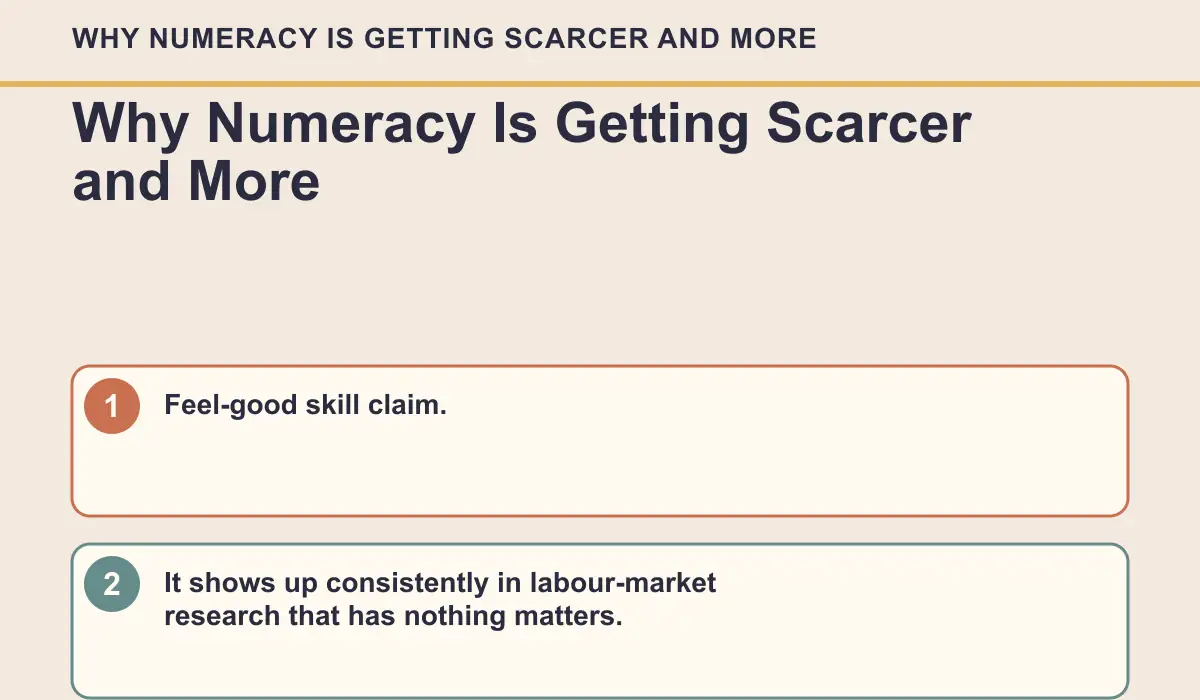 WHY NUMERACY IS GETTING SCARCER AND MORE
Why Numeracy Is Getting Scarcer
and More
1
Feel-good skill claim.
2
It shows up consistently in labour-market
research that has nothing matters.